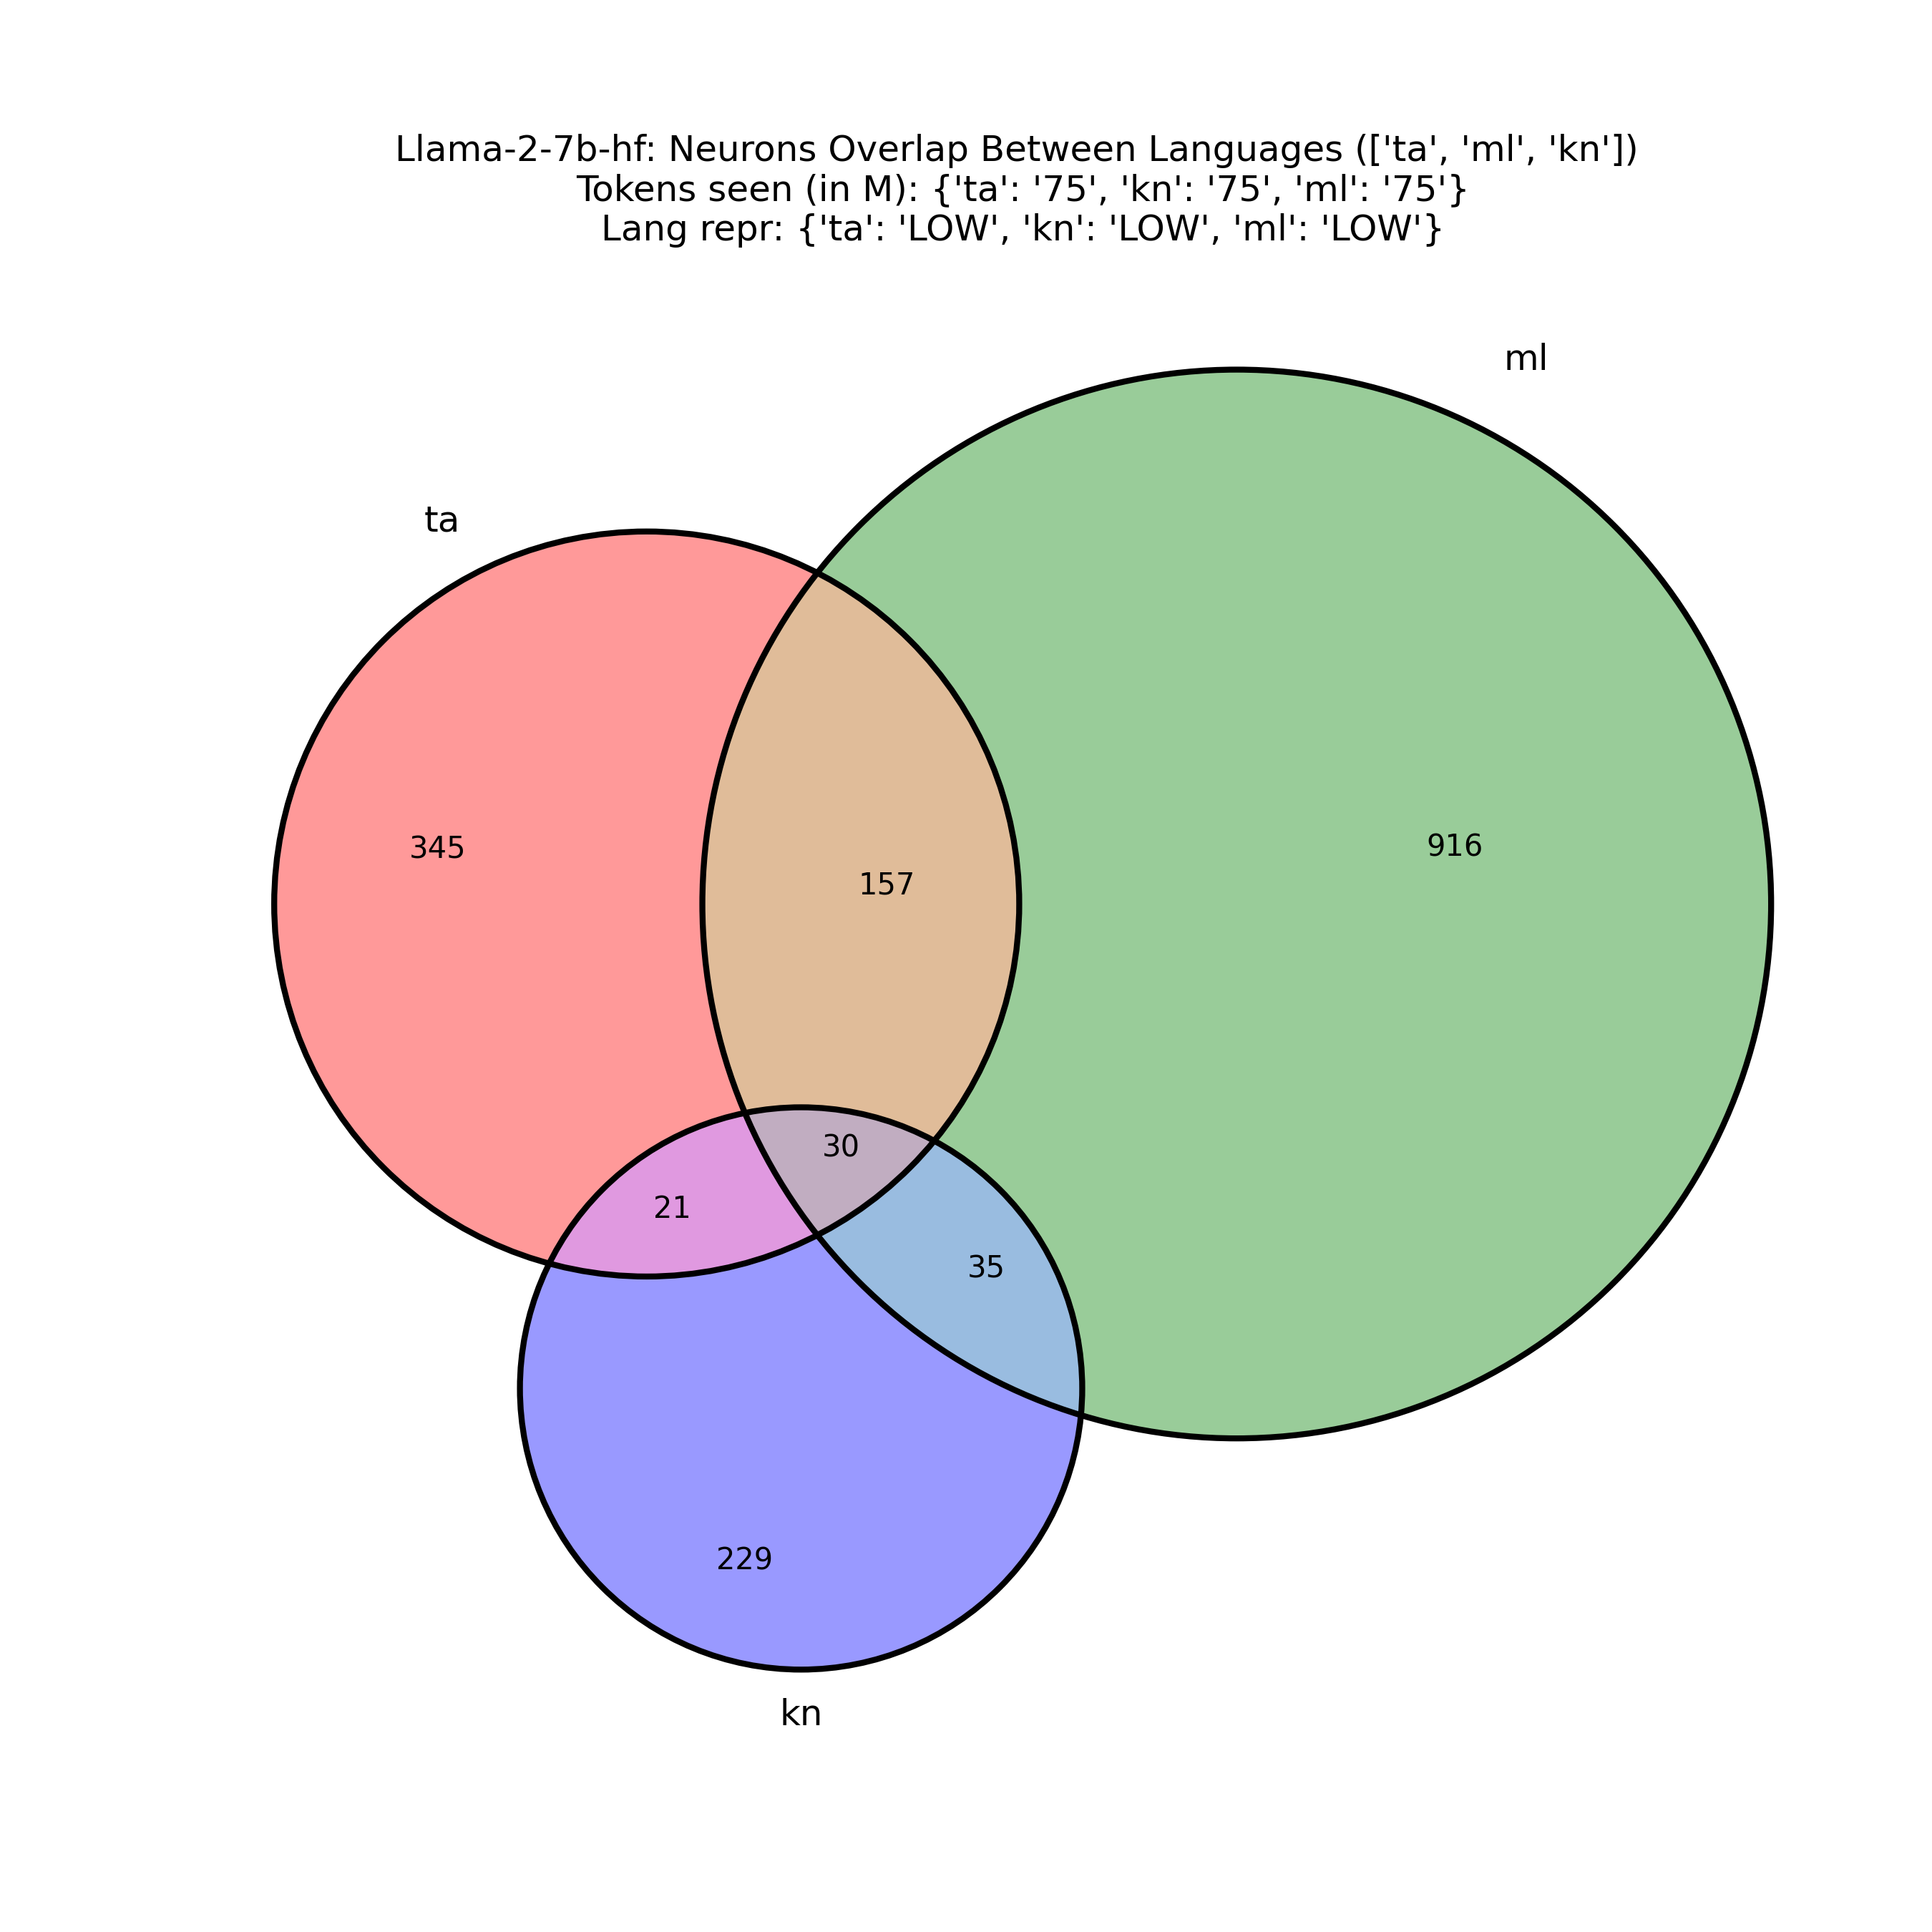 Llama-2-7b-hf: Neurons Overlap Between Languages (['ta', 'ml', 'kn'])
Tokens seen (in M): {'ta': '75', 'kn': '75', 'ml': '75'}
Lang repr: {'ta': 'LOW', 'kn': 'LOW', 'ml': 'LOW'}
ml
ta
345
916
157
30
21
35
229
kn